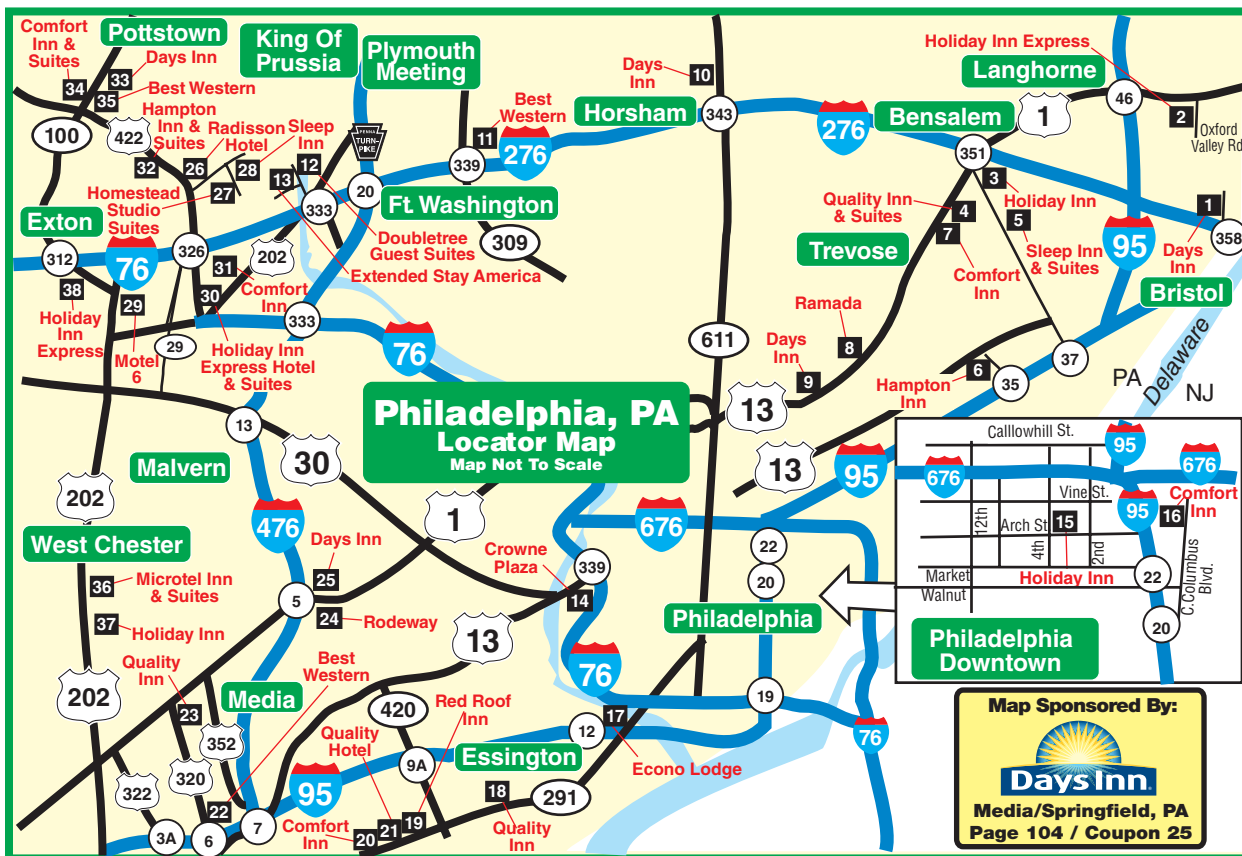 Comfort
Inn &
Suites
Pottstown
34
33
Days Inn
35
Best Western
King Of
Prussia
Plymouth
Meeting
PENNA
TURN-
PIKE
Days
Inn
10
Holiday Inn Express
Langhorne
46
2
Oxford
Valley Rd
1
100
422
Hampton
Inn &
Suites
32
Radisson
Hotel
26
Sleep
Inn
28
27
Homestead
Studio
Suites
13
12
333
20
11
Best
Western
339
276
Horsham
343
276
Bensalem
351
3
Holiday Inn
Quality Inn
& Suites
4
7
5
Sleep Inn
& Suites
Comfort
Inn
Trevose
95
1
Days
Inn
358
Bristol
Exton
312
76
326
202
Ft. Washington
309
Doubletree
Guest Suites
Extended Stay America
38
Holiday
Inn
Express
29
Motel
6
31
Comfort
Inn
30
Holiday Inn
Express Hotel
& Suites
29
333
76
611
Ramada
8
Days
Inn
9
Hampton
Inn
6
35
37
PA
Delaware
NJ
13
Malvern
30
Philadelphia, PA
Locator Map
Map Not To Scale
13
13
95
202
476
1
676
22
20
West Chester
36
Microtel Inn
& Suites
37
Holiday Inn
Days Inn
25
5
24
Rodeway
Crowne
Plaza
14
339
13
Philadelphia
76
202
Quality
Inn
23
Media
Best
Western
352
320
322
22
3A
6
7
95
420
9A
Red Roof
Inn
Quality
Hotel
Comfort
Inn
20
21
19
Essington
18
Quality
Inn
291
12
17
Econo Lodge
19
76
Calllowhill St.
95
676
676
Vine St.
12th
Arch St
15
4th
2nd
95
16
Comfort
Inn
Market
Holiday Inn
Walnut
22
20
C.Columbus
Blvd.
Philadelphia
Downtown
Map Sponsored By:
Days Inn
Media/Springfield, PA
Page 104 / Coupon 25